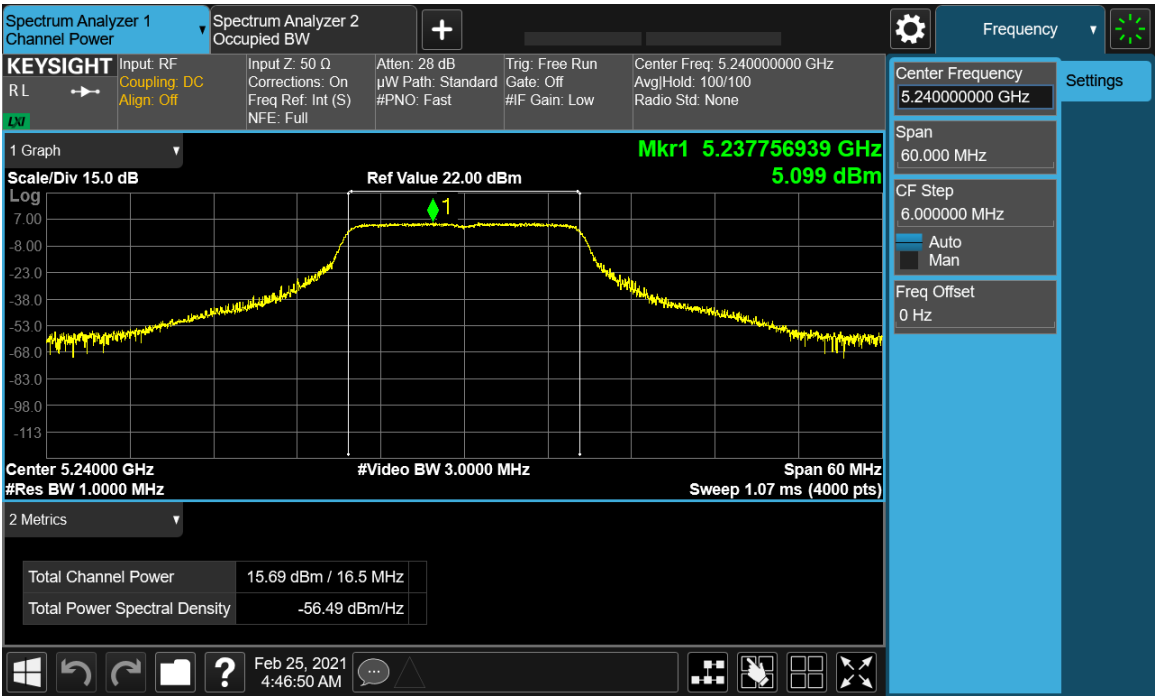 Spectrum Analyzer 1
Channel Power
▼
Spectrum Analyzer 2
Occupied BW
+
Frequency
▼
KEYSIGHT
RL
LXI
Input: RF
Coupling: DC
Align: Off
Input Z: 50 Ω
Corrections: On
Freq Ref: Int (S)
NFE: Full
Atten: 28 dB
µW Path: Standard
#PNO: Fast
Trig: Free Run
Gate: Off
#IF Gain: Low
Center Freq: 5.240000000 GHz
Avg|Hold: 100/100
Radio Std: None
1 Graph ▼
Scale/Div 15.0 dB
Ref Value 22.00 dBm
Mkr1 5.237756939 GHz
5.099 dBm
Log
7.00
-8.00
-23.0
-38.0
-53.0
-68.0
-83.0
-98.0
-113
1
Center 5.24000 GHz
#Video BW 3.0000 MHz
Span 60 MHz
#Res BW 1.0000 MHz
Sweep 1.07 ms (4000 pts)
2 Metrics ▼
Total Channel Power 15.69 dBm / 16.5 MHz
Total Power Spectral Density -56.49 dBm/Hz
?
Feb 25, 2021
4:46:50 AM
Center Frequency
5.240000000 GHz
Span
60.000 MHz
CF Step
6.000000 MHz
Auto
Man
Freq Offset
0 Hz
Settings